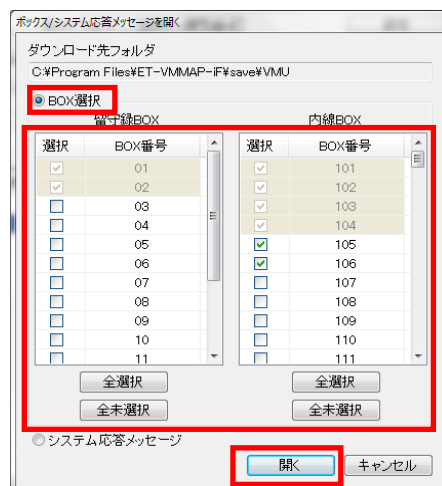 ボックス/システム応答メッセージを開く
ダウンロード先フォルダ
C:¥Program Files¥ET-VMMAP-iF¥save¥VMU
BOX選択
留守録BOX 内線BOX
選択 BOX番号 選択 BOX番号
01 101
02 102
03 103
04 104
05 105
06 106
07 107
08 108
09 109
10 110
11 111
全選択 全選択
全未選択 全未選択
システム応答メッセージ
開く キャンセル